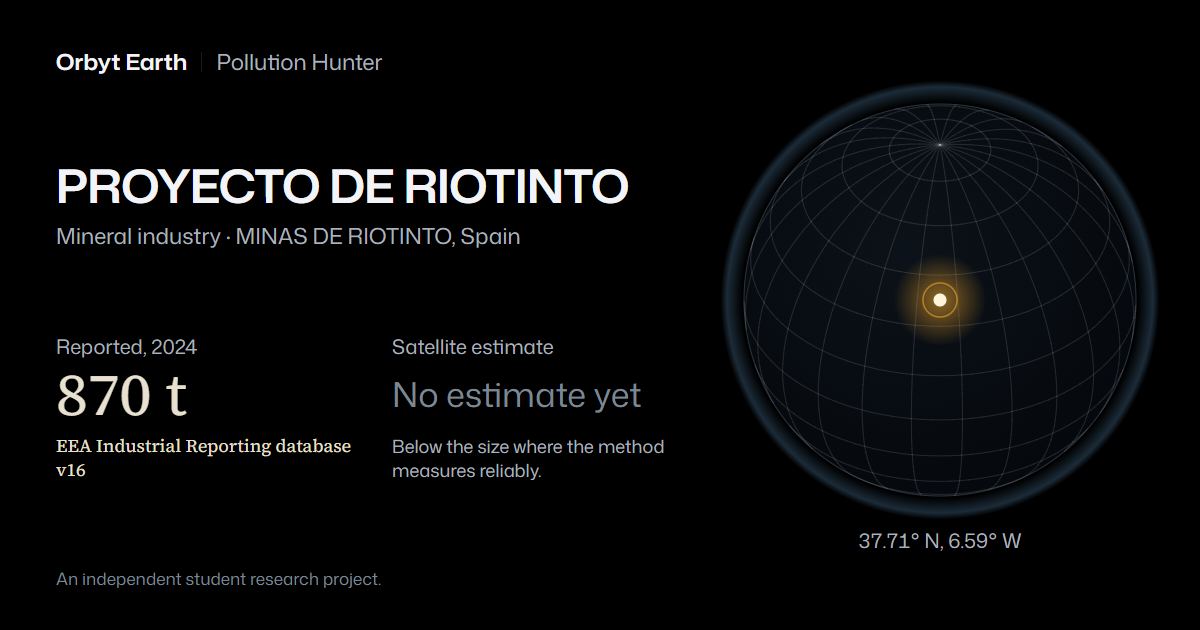 Orbyt Earth | Pollution Hunter
PROYECTO DE RIOTINTO
Mineral industry · MINAS DE RIOTINTO, Spain
Reported, 2024
870 t
EEA Industrial Reporting database
v16
Satellite estimate
No estimate yet
Below the size where the method
measures reliably.
37.71° N, 6.59° W
An independent student research project.